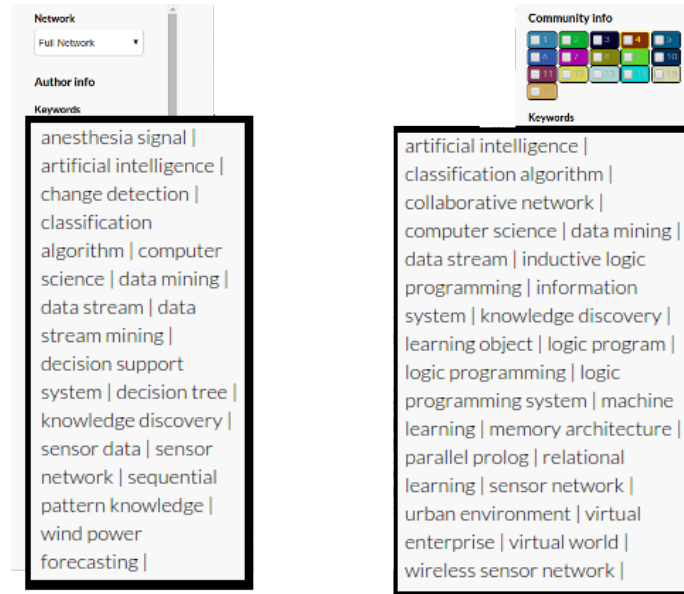 Network
Full Network
Author info
Keywords
anesthesia signal |
artificial intelligence |
change detection |
classification
algorithm | computer
science | data mining |
data stream | data
stream mining |
decision support
system | decision tree |
knowledge discovery |
sensor data | sensor
network | sequential
pattern knowledge |
wind power
forecasting |
Community info
1 2 3 4 5
6 7 8 9 10
11 12 13 14 15
Keywords
artificial intelligence |
classification algorithm |
collaborative network |
computer science | data mining |
data stream | inductive logic
programming | information
system | knowledge discovery |
learning object | logic program |
logic programming | logic
programming system | machine
learning | memory architecture |
parallel prolog | relational
learning | sensor network |
urban environment | virtual
enterprise | virtual world |
wireless sensor network |